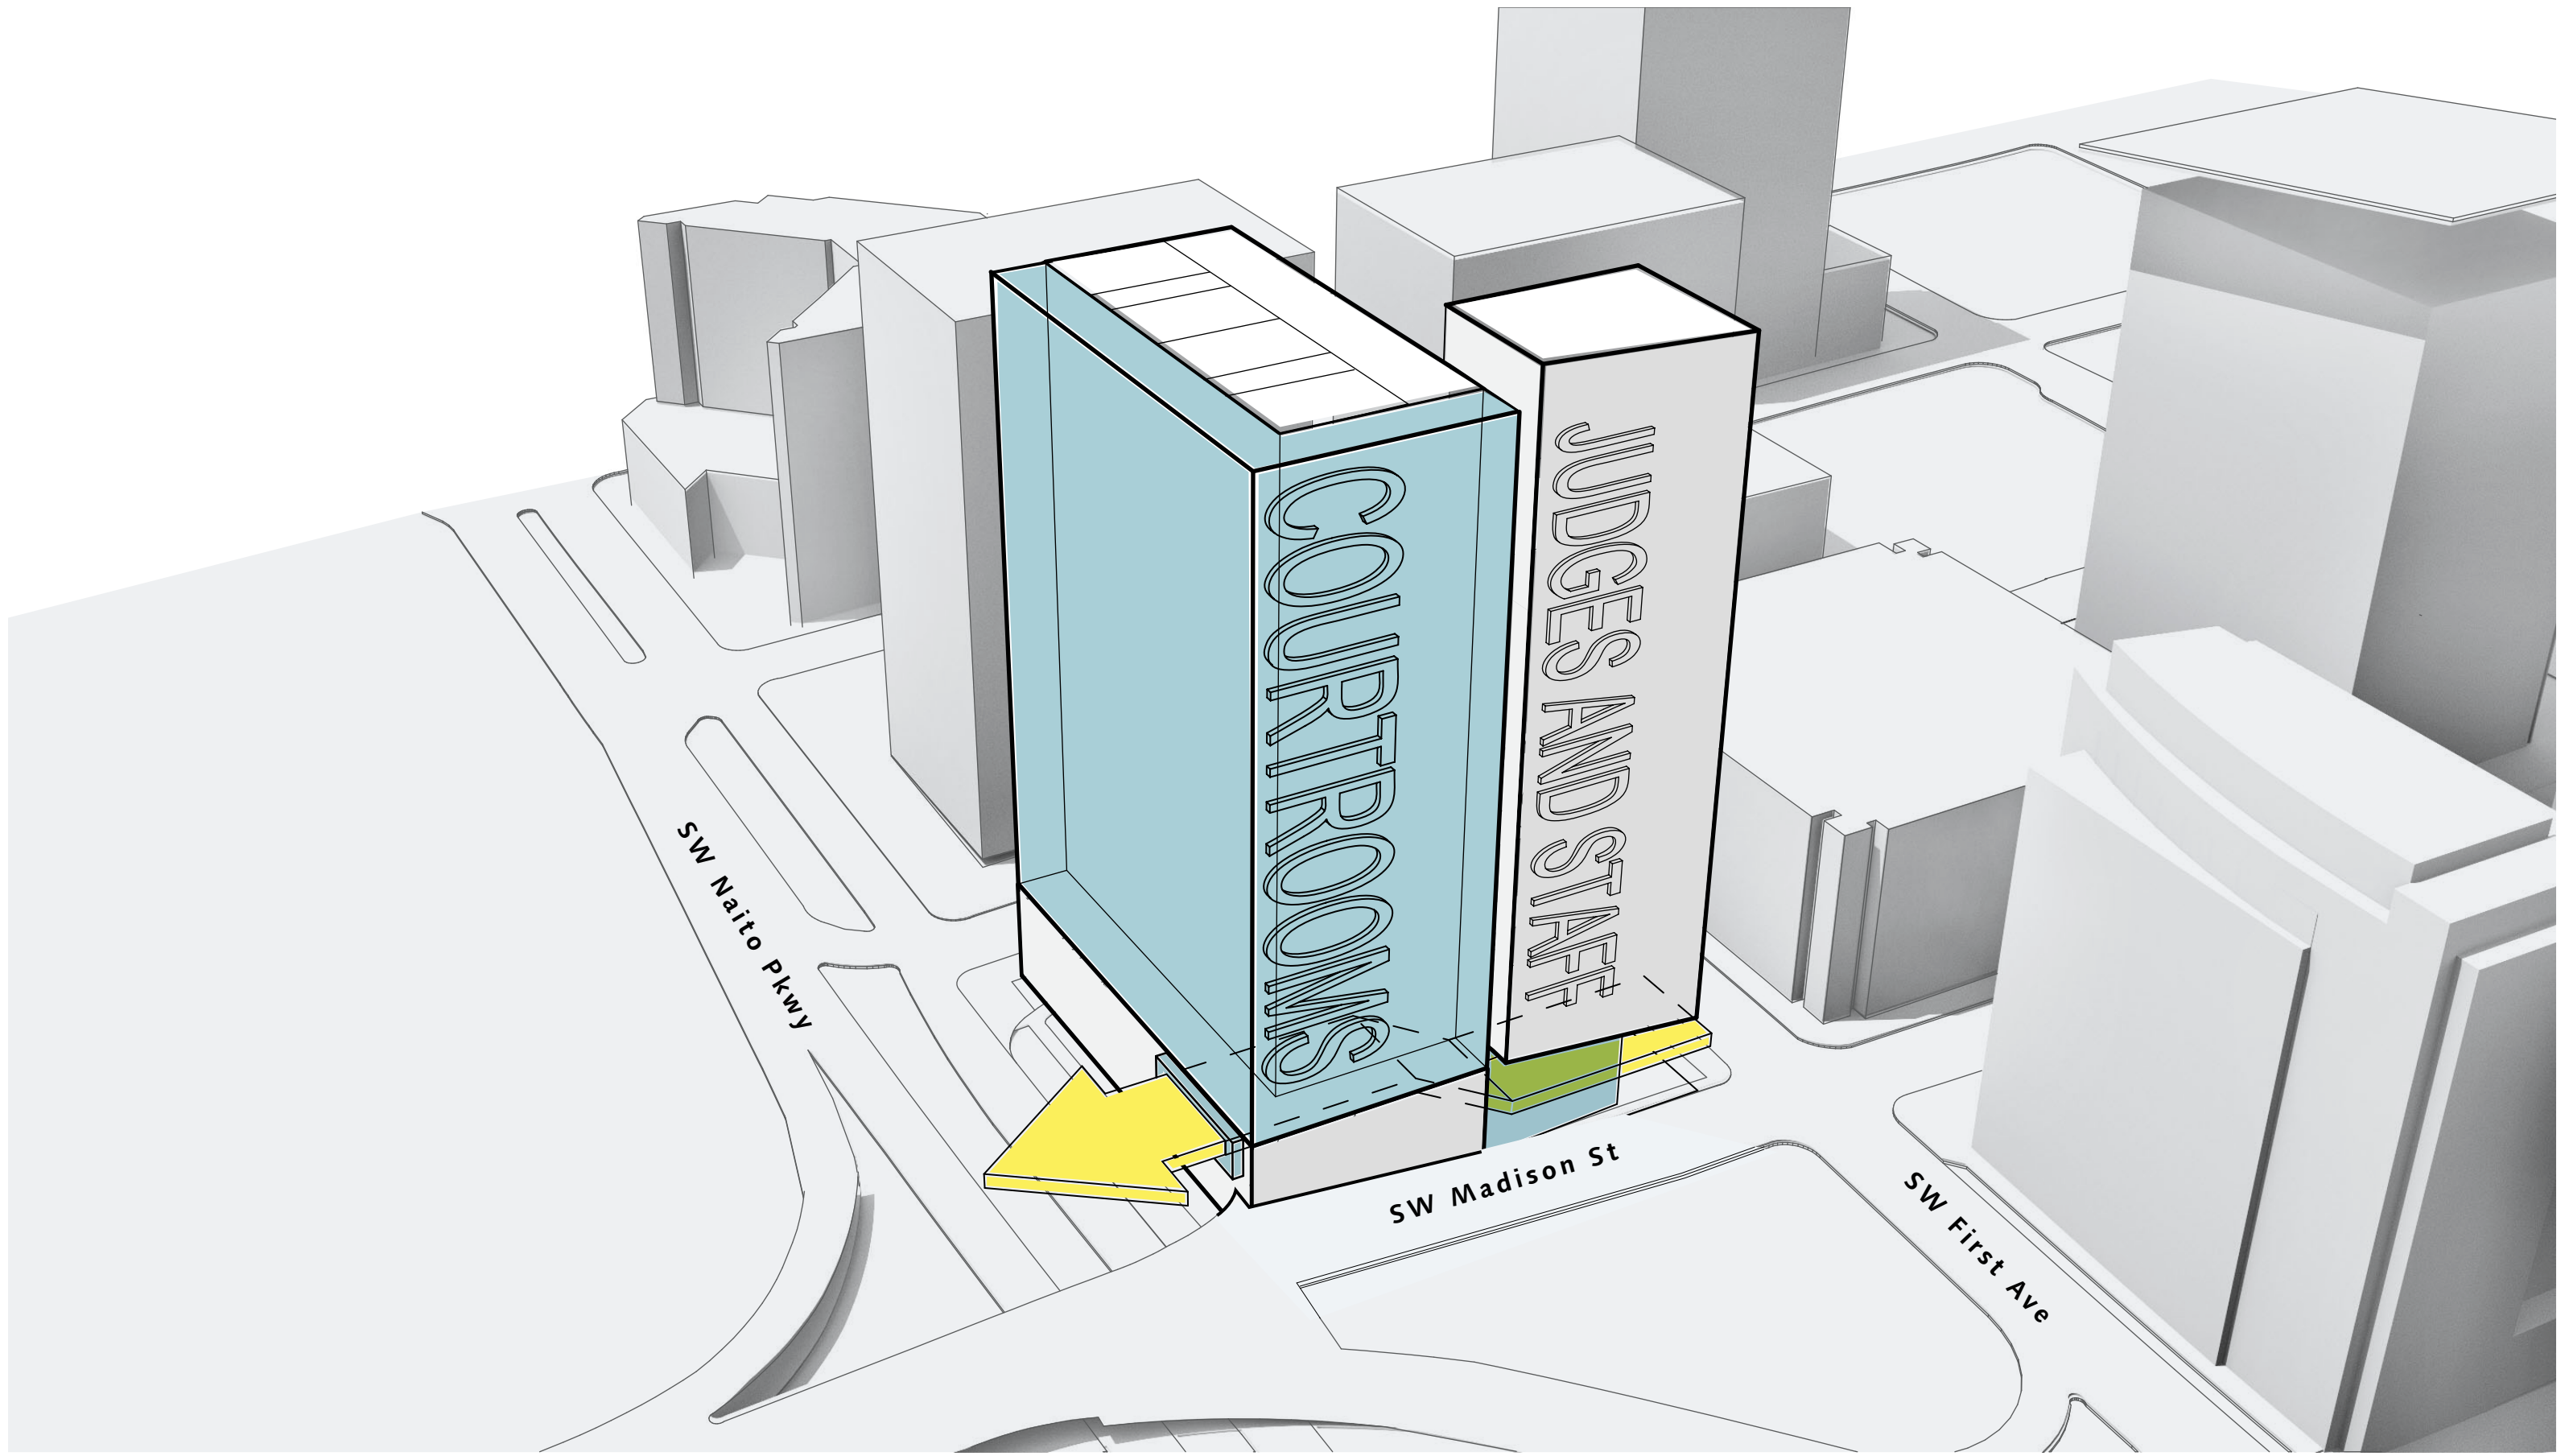 COURTROOMS
JUDGES AND STAFF
SW Naito Pkwy
SW Madison St
SW First Ave